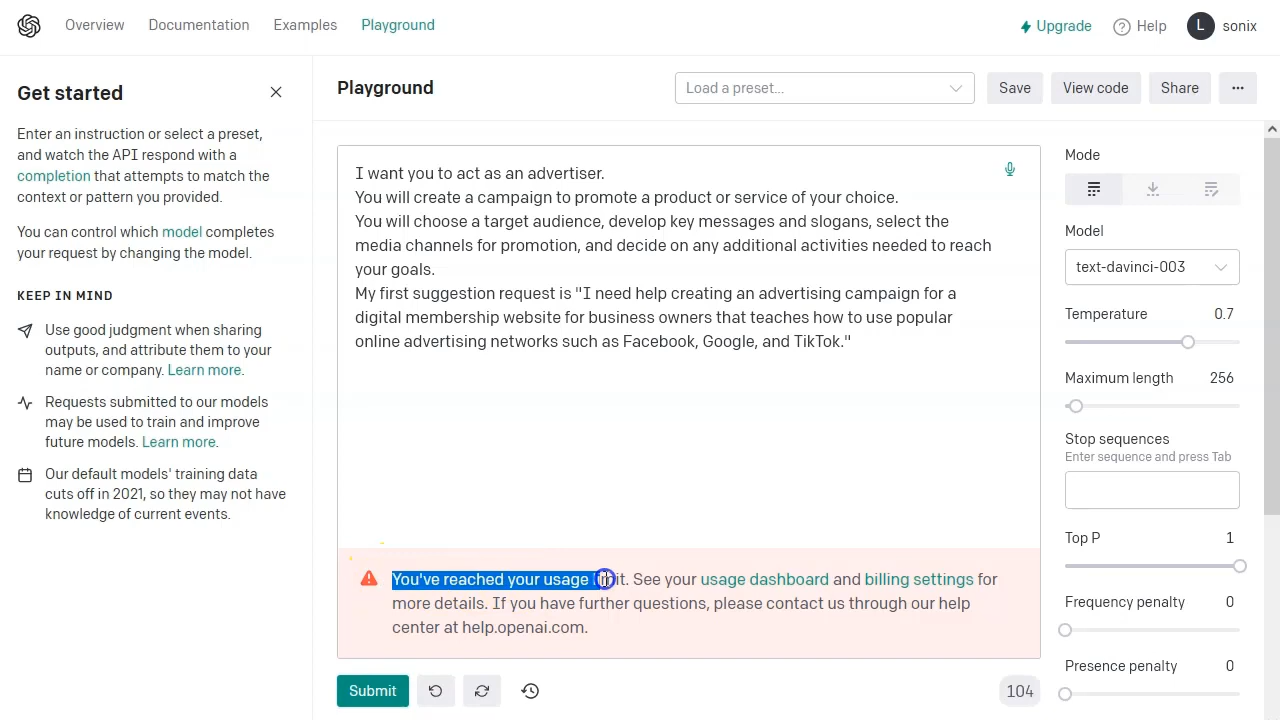 Overview Documentation Examples Playground Upgrade ? Help L sonix
Get started
Enter an instruction or select a preset,
and watch the API respond with a
completion that attempts to match the
context or pattern you provided.
You can control which model completes
your request by changing the model.
KEEP IN MIND
Use good judgment when sharing
outputs, and attribute them to your
name or company. Learn more.
Requests submitted to our models
may be used to train and improve
future models. Learn more.
Our default models' training data
cuts off in 2021, so they may not have
knowledge of current events.
Playground Load a preset... Save View code Share ...
I want you to act as an advertiser.
You will create a campaign to promote a product or service of your choice.
You will choose a target audience, develop key messages and slogans, select the
media channels for promotion, and decide on any additional activities needed to reach
your goals.
My first suggestion request is "I need help creating an advertising campaign for a
digital membership website for business owners that teaches how to use popular
online advertising networks such as Facebook, Google, and TikTok."
You've reached your usage limit. See your usage dashboard and billing settings for
more details. If you have further questions, please contact us through our help
center at help.openai.com.
Submit 104
Mode
Model
text-davinci-003
Temperature 0.7
Maximum length 256
Stop sequences
Enter sequence and press Tab
Top P 1
Frequency penalty 0
Presence penalty 0